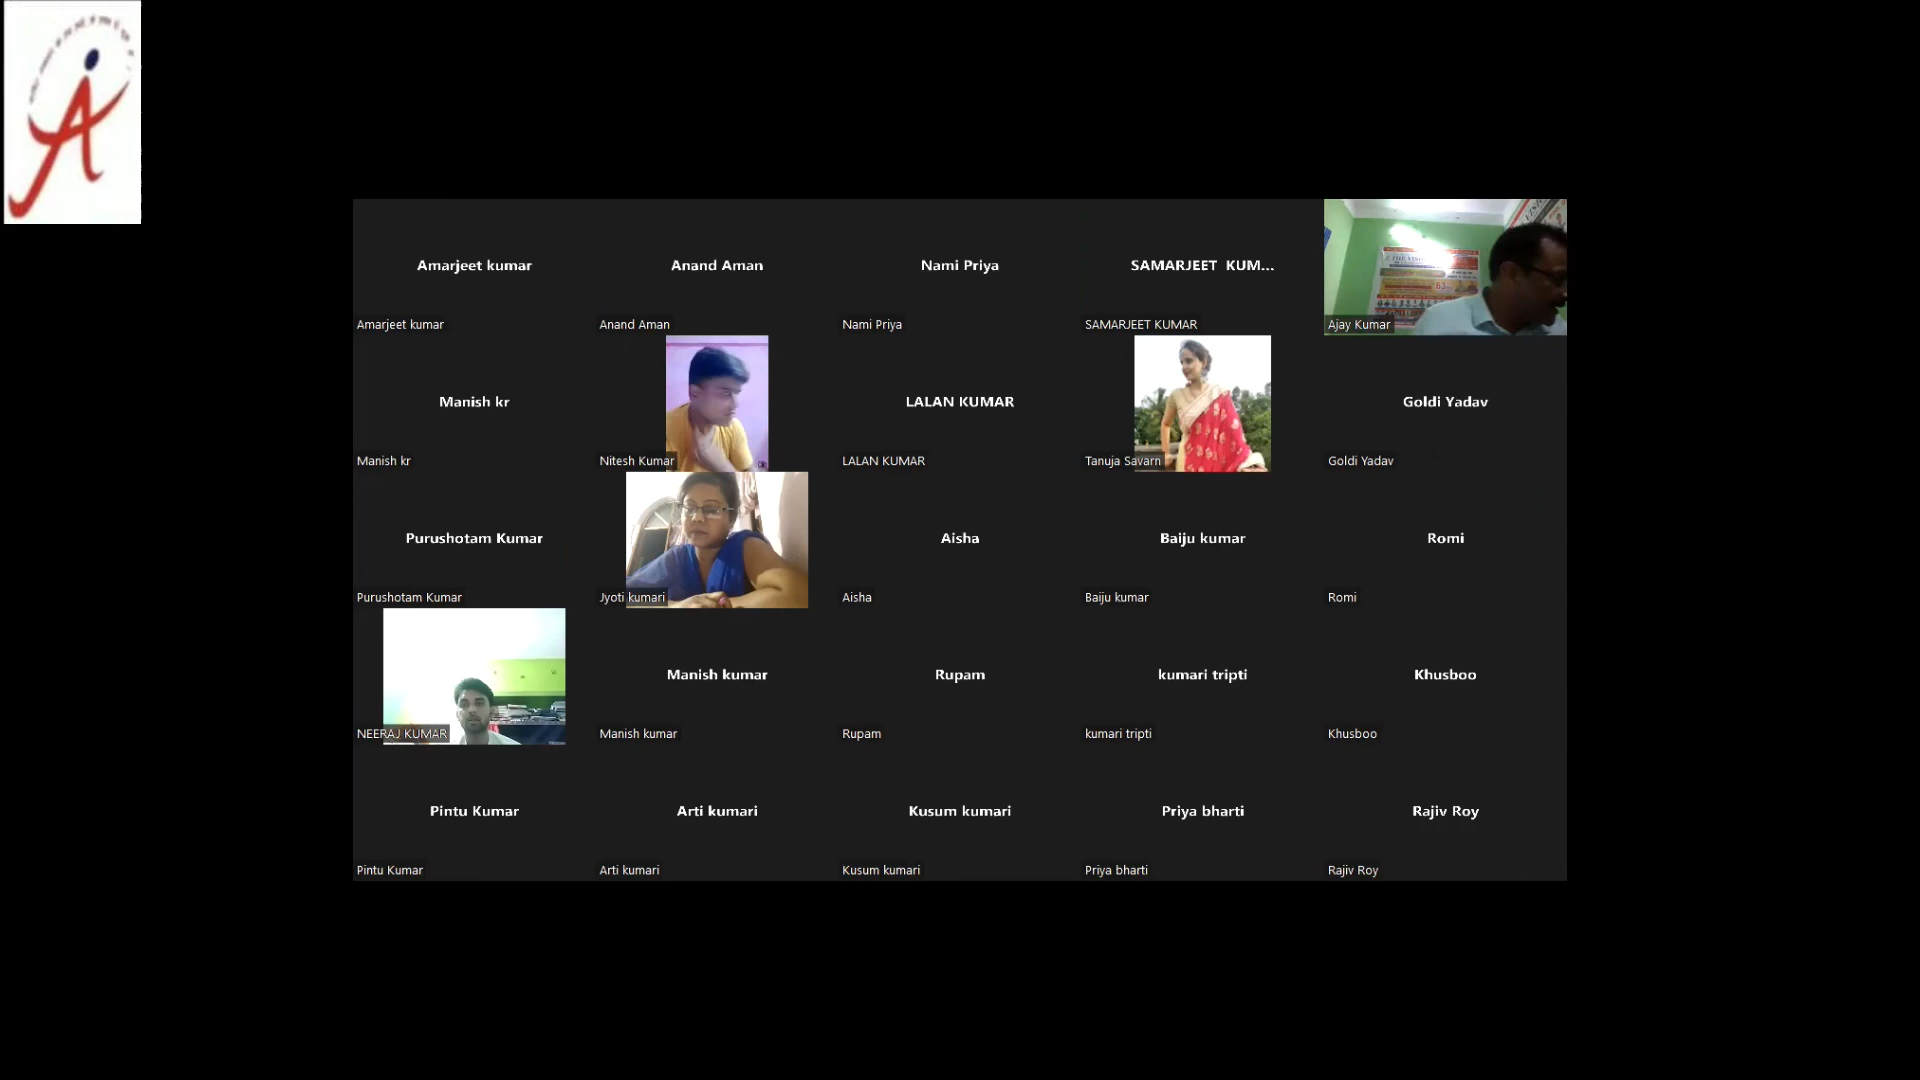 Amarjeet kumar
Anand Aman
Nami Priya
SAMARJEET KUM...
Amarjeet kumar
Anand Aman
Nami Priya
SAMARJEET KUMAR
Ajay Kumar
Manish kr
LALAN KUMAR
Goldi Yadav
Manish kr
Nitesh Kumar
LALAN KUMAR
Tanuja Savarn
Goldi Yadav
Purushotam Kumar
Aisha
Baiju kumar
Romi
Purushotam Kumar
Jyoti kumari
Aisha
Baiju kumar
Romi
Manish kumar
Rupam
kumari tripti
Khusboo
NEERAJ KUMAR
Manish kumar
Rupam
kumari tripti
Khusboo
Pintu Kumar
Arti kumari
Kusum kumari
Priya bharti
Rajiv Roy
Pintu Kumar
Arti kumari
Kusum kumari
Priya bharti
Rajiv Roy